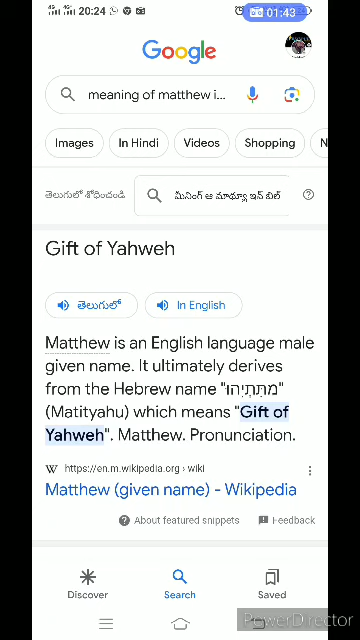 20:24
01:43
Google
meaning of matthew i...
Images
In Hindi
Videos
Shopping
N
తెలుగులో శోధించండి
మీనింగ్ ఆ మాథ్యూ ఇన్ బిల్
Gift of Yahweh
తెలుగులో
In English
Matthew is an English language male
given name. It ultimately derives
from the Hebrew name "מַתִּתְיָהוּ"
(Matityahu) which means "Gift of
Yahweh". Matthew. Pronunciation.
W https://en.m.wikipedia.org › wiki
Matthew (given name) - Wikipedia
About featured snippets
Feedback
Discover
Search
Saved
PowerDirector